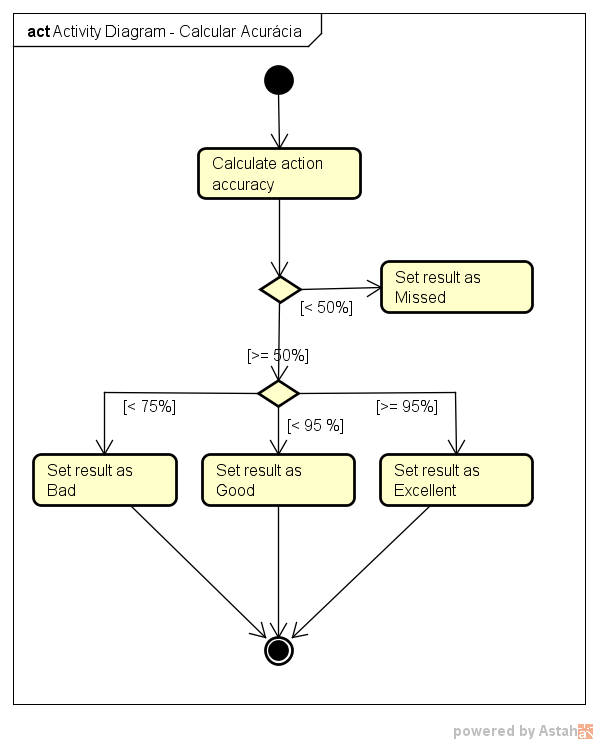 act Activity Diagram - Calcular Acurácia
Calculate action
accuracy
Set result as
Missed
[< 50%]
[>= 50%]
[< 75%]
[< 95 %]
[>= 95%]
Set result as
Bad
Set result as
Good
Set result as
Excellent
powered by Astah